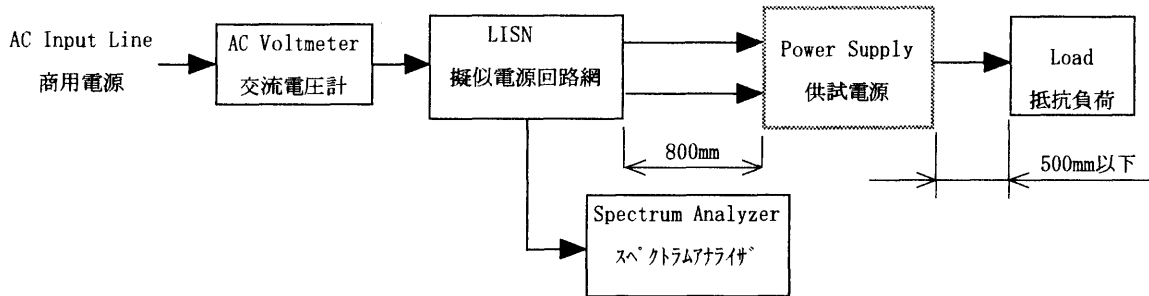 AC Input Line
商用電源
AC Voltmeter
交流電圧計
LISN
擬似電源回路網
Power Supply
供試電源
Load
抵抗負荷
800mm
500mm以下
Spectrum Analyzer
ｽﾍﾟｸﾄﾗﾑｱﾅﾗｲｻﾞ